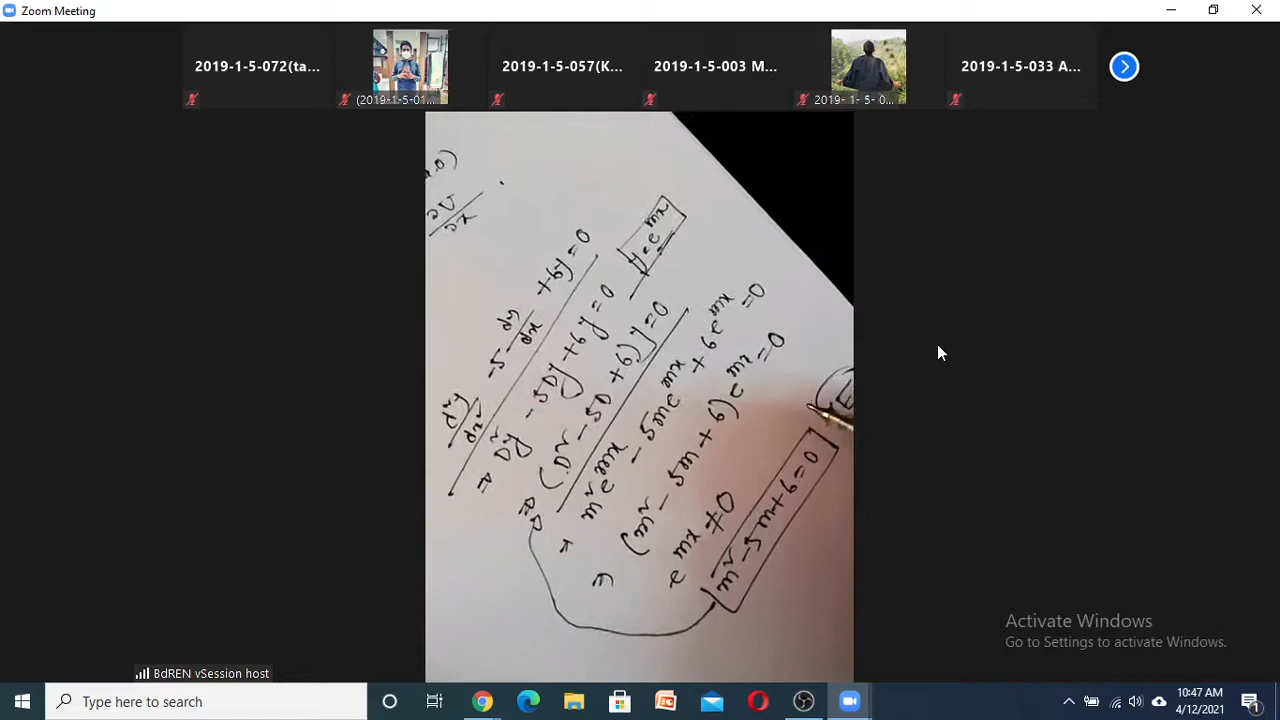 Zoom Meeting
2019-1-5-072(ta...
(2019-1-5-01...
2019-1-5-057(K...
2019-1-5-003 M...
2019- 1- 5- 0...
2019-1-5-033 A...
∂U/∂x
d²y/dx² - 5 dy/dx + 6y = 0
⇒ D²y - 5Dy + 6y = 0
⇒ (D² - 5D + 6)y = 0
y = e^mx
m²e^mx - 5me^mx + 6e^mx = 0
(m² - 5m + 6)e^mx = 0
e^mx ≠ 0
m² - 5m + 6 = 0
Activate Windows
Go to Settings to activate Windows.
BdREN vSession host
Type here to search
10:47 AM
4/12/2021
1